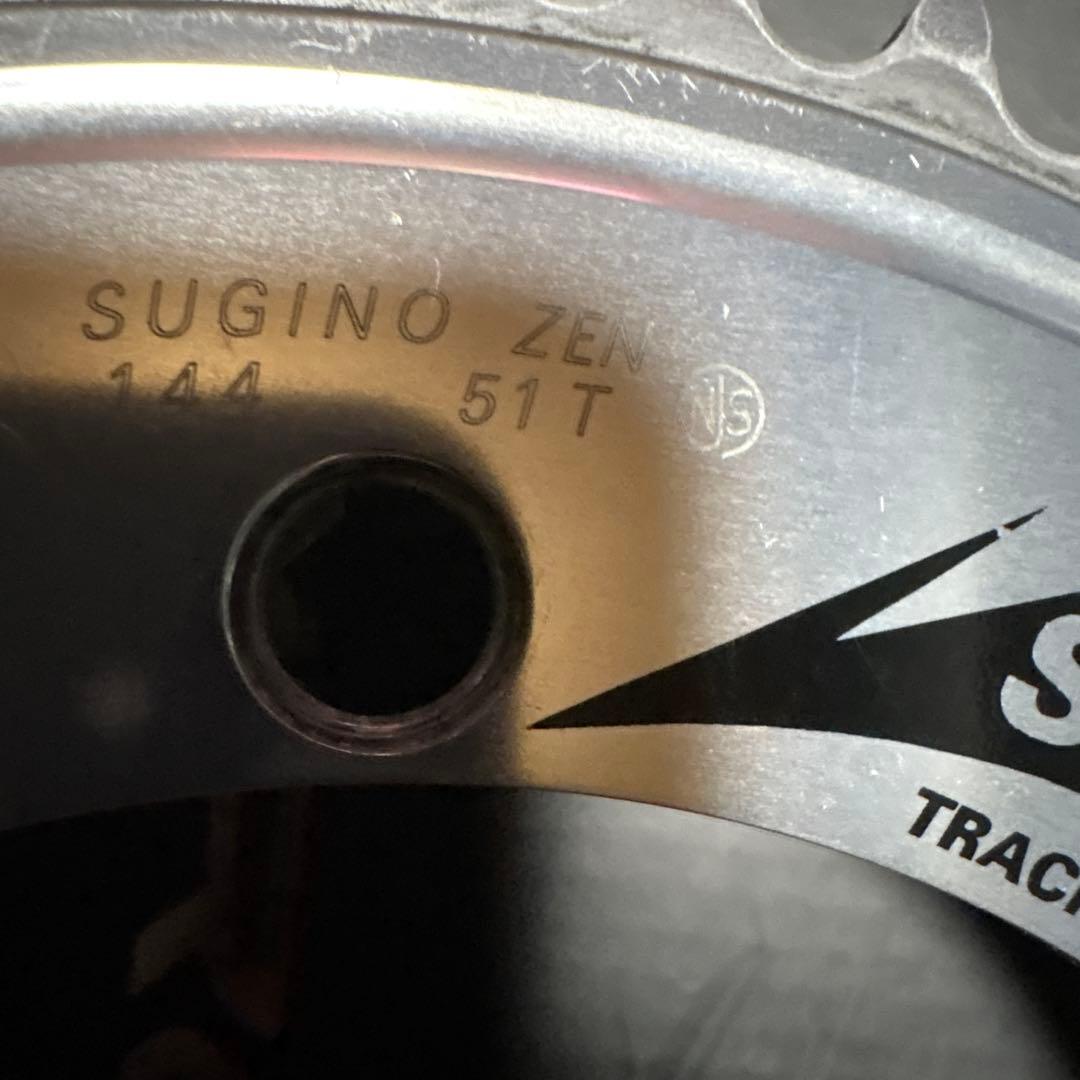 SUGINO ZEN
144 51T NJS
S
TRAC